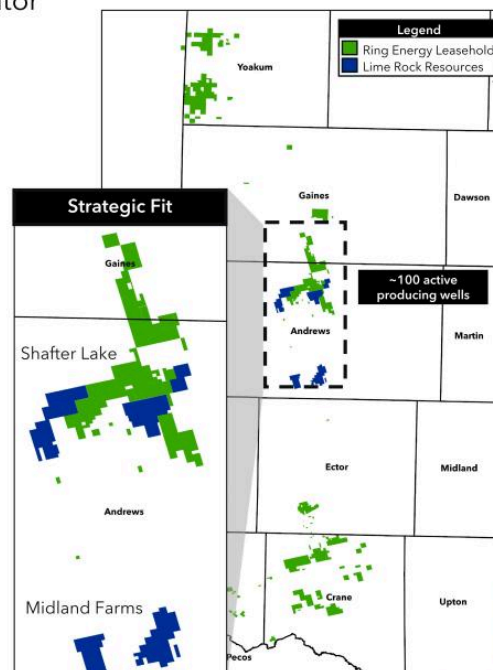 Legend
Ring Energy Leasehold
Lime Rock Resources
Yoakum
Gaines
Dawson
Strategic Fit
Gaines
~100 active
producing wells
Andrews
Martin
Shafter Lake
Andrews
Ector
Midland
Midland Farms
Crane
Upton
Pecos